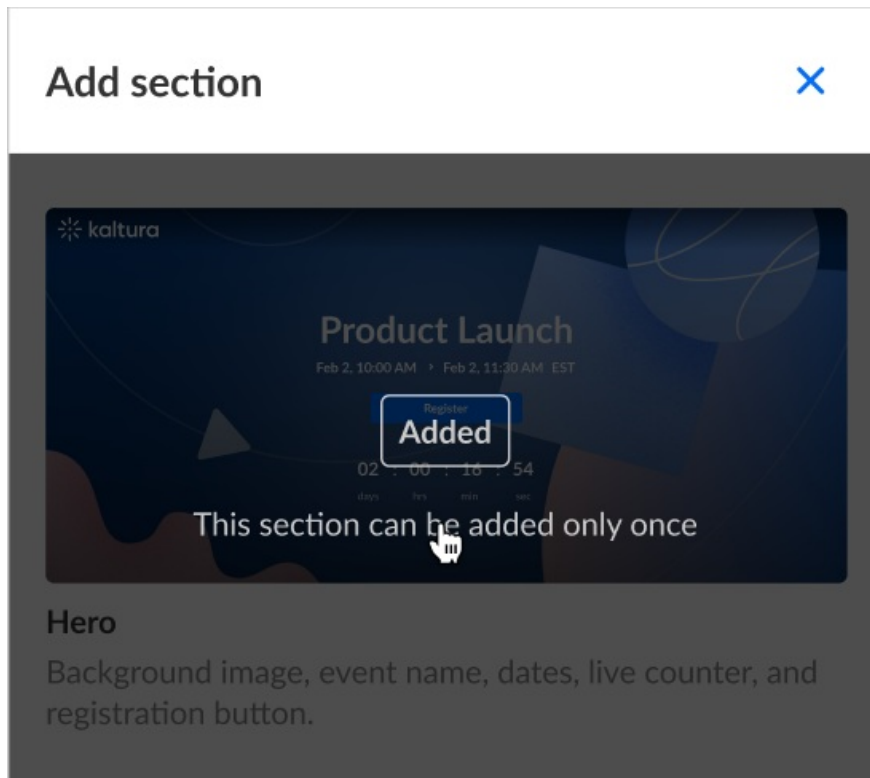 Add section
kaltura
Product Launch
Feb 2, 10:00 AM > Feb 2, 11:30 AM EST
Register
Added
02 : 00 : 16 : 54
days hrs min sec
This section can be added only once
Hero
Background image, event name, dates, live counter, and
registration button.